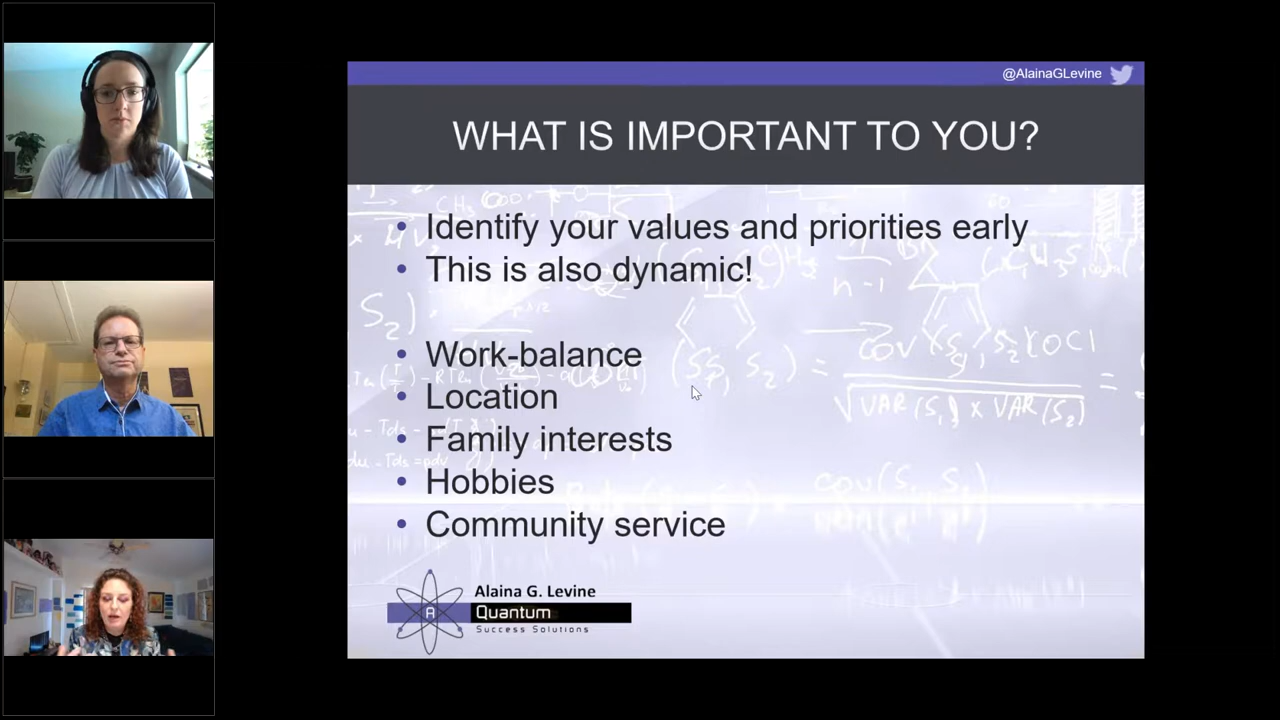 @AlainaGLevine
WHAT IS IMPORTANT TO YOU?
• Identify your values and priorities early
• This is also dynamic!
• Work-balance
• Location
• Family interests
• Hobbies
• Community service
Alaina G. Levine
A Quantum
Success Solutions